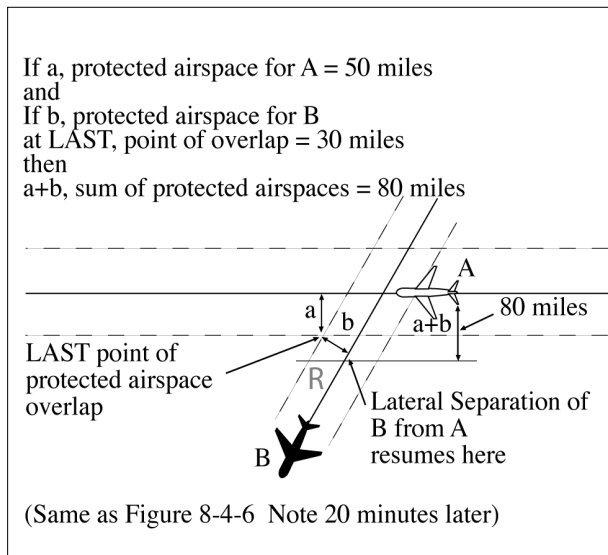 If a, protected airspace for A = 50 miles
and
If b, protected airspace for B
at LAST, point of overlap = 30 miles
then
a+b, sum of protected airspaces = 80 miles
A
a
b
a+b
80 miles
LAST point of
protected airspace
overlap
R
Lateral Separation of
B from A
resumes here
B
(Same as Figure 8-4-6 Note 20 minutes later)